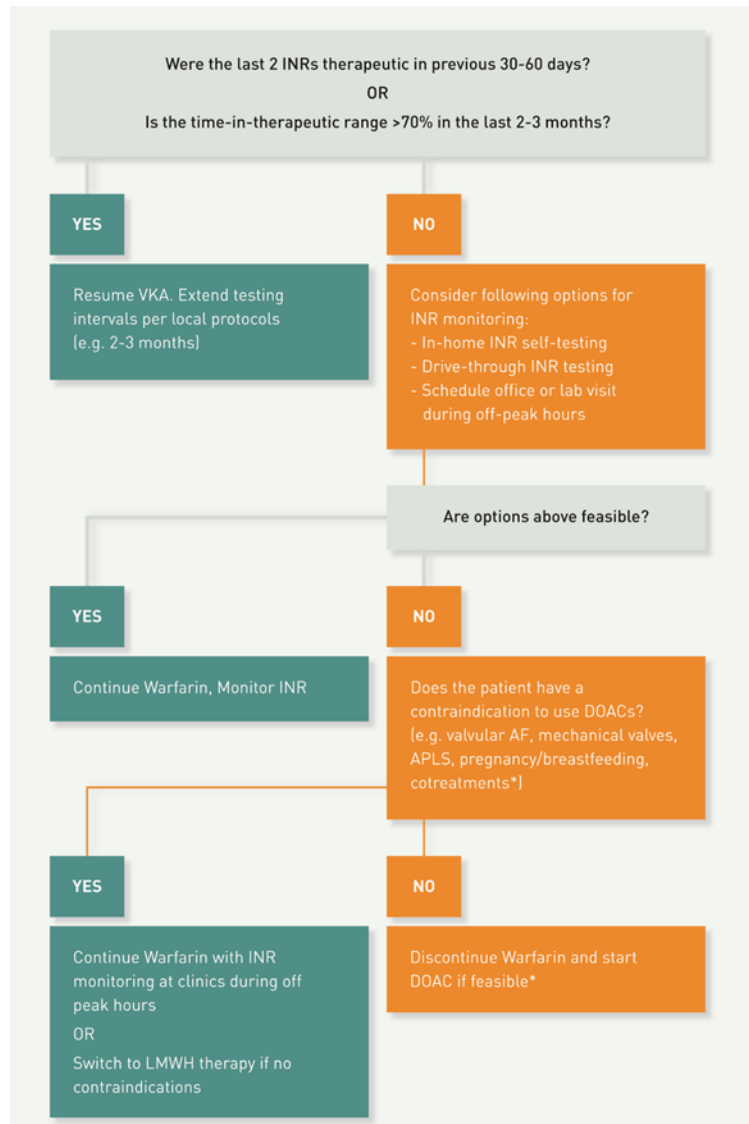 Were the last 2 INRs therapeutic in previous 30-60 days?
OR
Is the time-in-therapeutic range >70% in the last 2-3 months?
YES
NO
Resume VKA. Extend testing
intervals per local protocols
(e.g. 2-3 months)
Consider following options for
INR monitoring:
- In-home INR self-testing
- Drive-through INR testing
- Schedule office or lab visit
during off-peak hours
Are options above feasible?
YES
NO
Continue Warfarin, Monitor INR
Does the patient have a
contraindication to use DOACs?
(e.g. valvular AF, mechanical valves,
APLS, pregnancy/breastfeeding,
cotreatments*)
YES
NO
Continue Warfarin with INR
monitoring at clinics during off
peak hours
OR
Switch to LMWH therapy if no
contraindications
Discontinue Warfarin and start
DOAC if feasible*